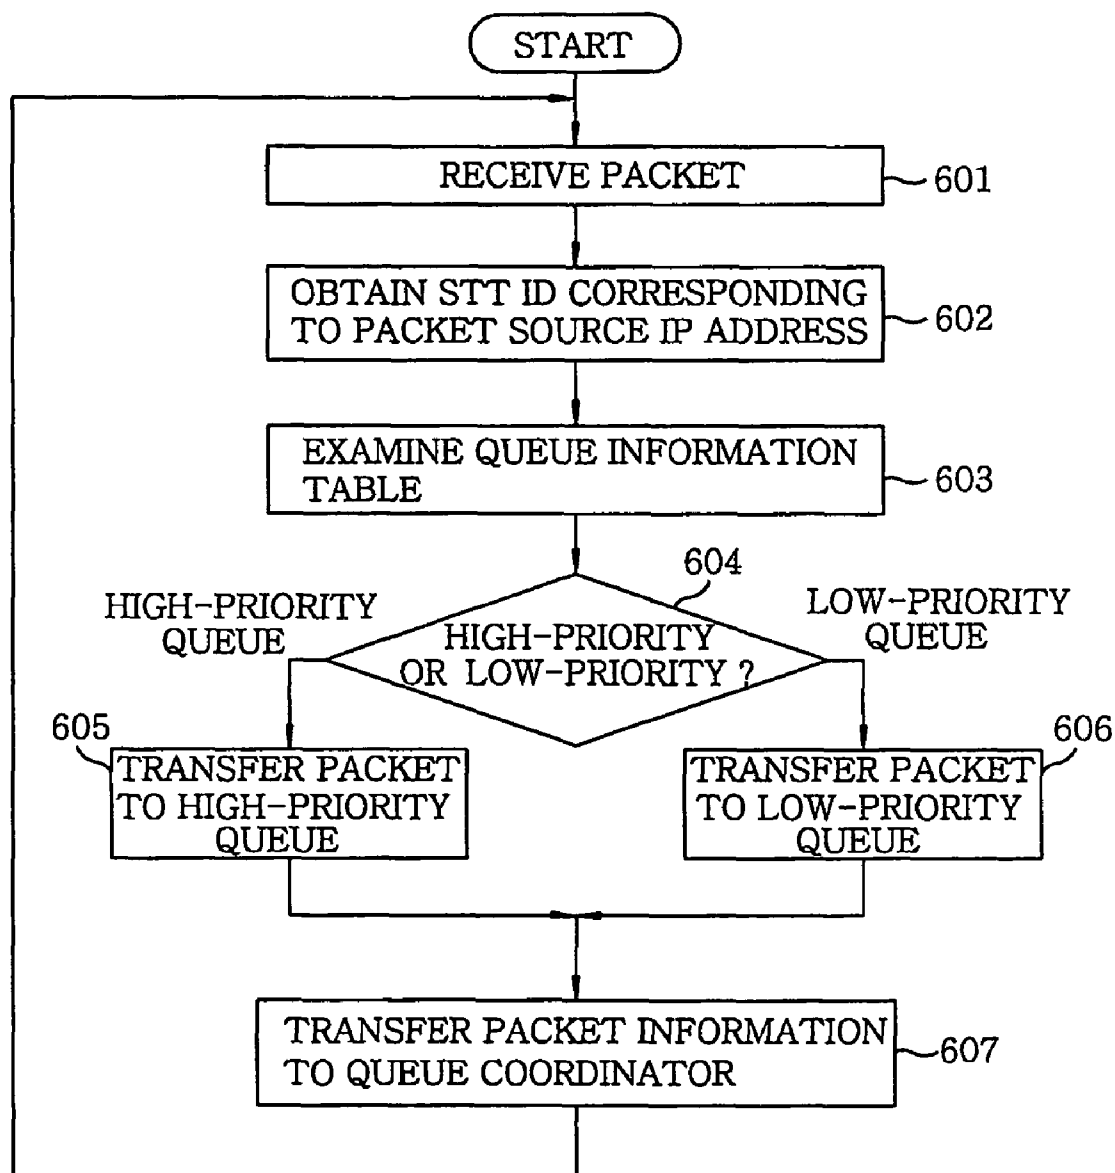 START
RECEIVE PACKET
601
OBTAIN STT ID CORRESPONDING
TO PACKET SOURCE IP ADDRESS
602
EXAMINE QUEUE INFORMATION
TABLE
603
604
HIGH-PRIORITY
QUEUE
HIGH-PRIORITY
OR LOW-PRIORITY ?
LOW-PRIORITY
QUEUE
605
TRANSFER PACKET
TO HIGH-PRIORITY
QUEUE
606
TRANSFER PACKET
TO LOW-PRIORITY
QUEUE
TRANSFER PACKET INFORMATION
TO QUEUE COORDINATOR
607